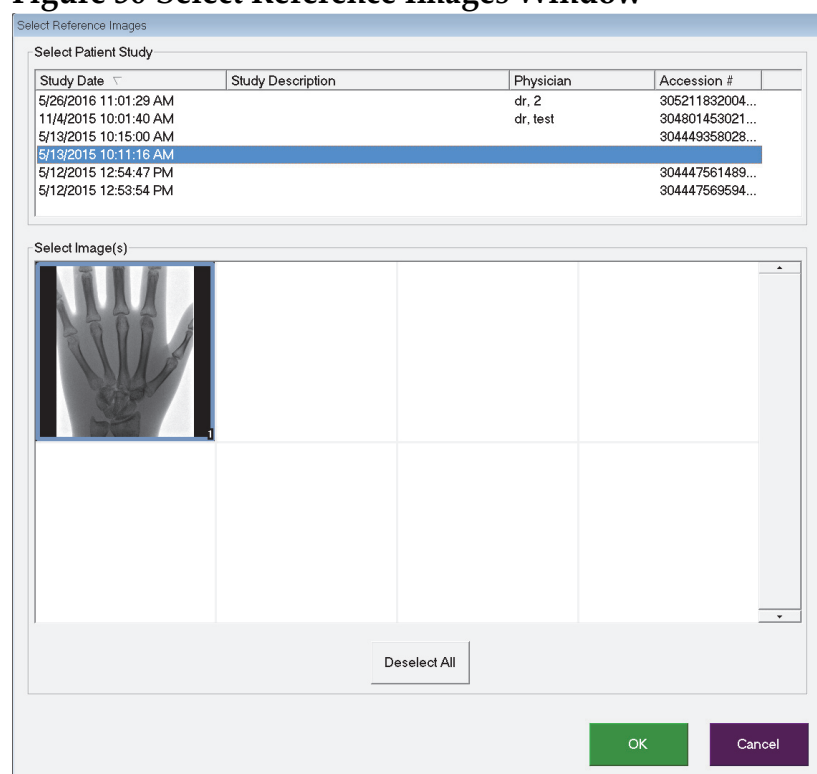 Figure 50 Select Reference Images Window
Select Reference Images
Select Patient Study
Study Date Study Description Physician Accession #
5/26/2016 11:01:29 AM dr, 2 305211832004...
11/4/2015 10:01:40 AM dr, test 304801453021...
5/13/2015 10:15:00 AM 304449358028...
5/13/2015 10:11:16 AM
5/12/2015 12:54:47 PM 304447561489...
5/12/2015 12:53:54 PM 304447569594...
Select Image(s)
1
Deselect All
OK Cancel